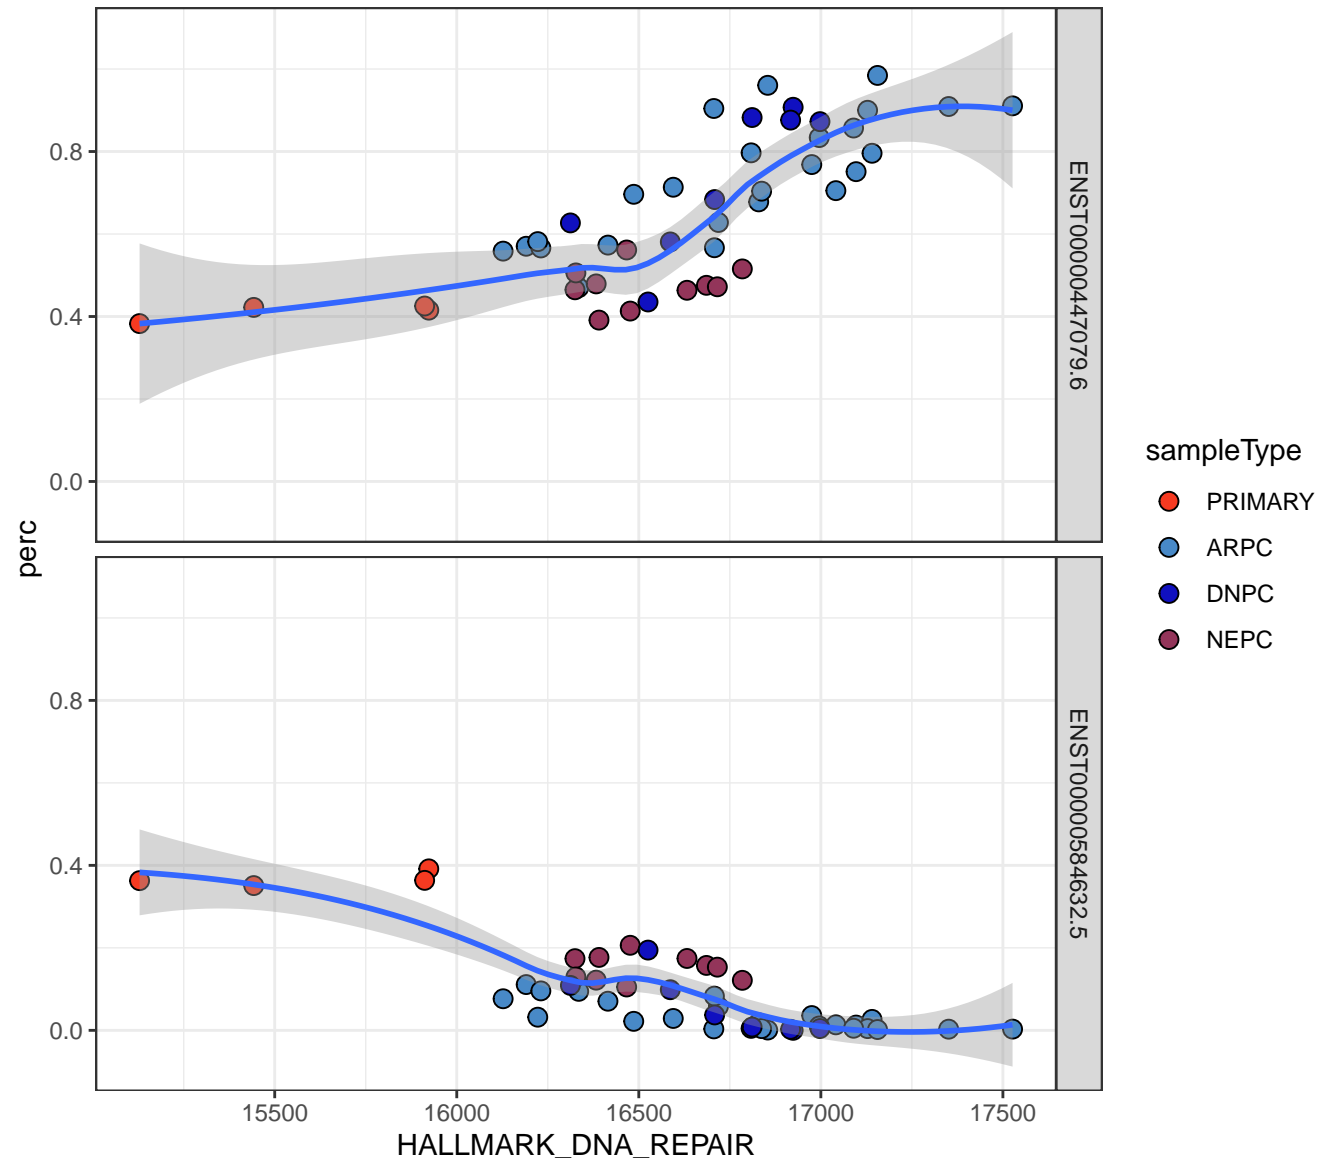 perc
0.8
0.4
0.0
ENST00000447079.6
0.8
0.4
0.0
ENST00000584632.5
15500
16000
16500
17000
17500
HALLMARK_DNA_REPAIR
sampleType
PRIMARY
ARPC
DNPC
NEPC